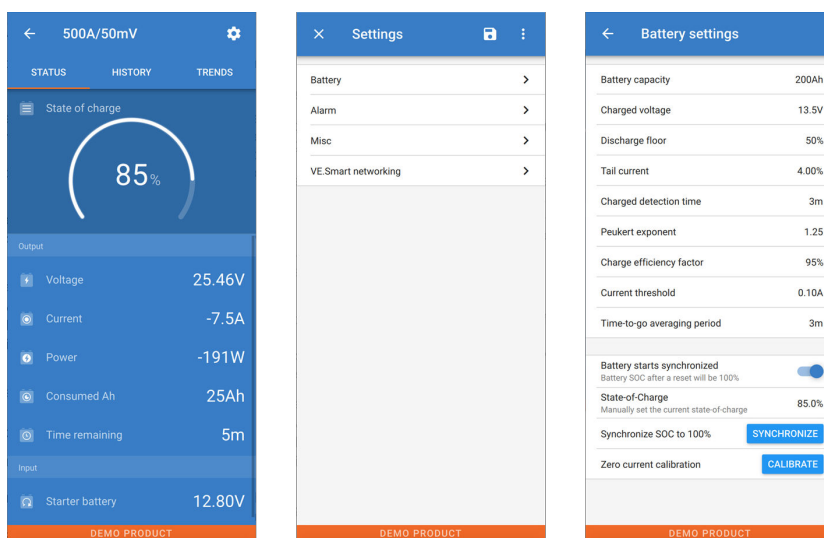 500A/50mV
STATUS HISTORY TRENDS
State of charge
85%
Output
Voltage 25.46V
Current -7.5A
Power -191W
Consumed Ah 25Ah
Time remaining 5m
Input
Starter battery 12.80V
DEMO PRODUCT
Settings
Battery
Alarm
Misc
VE.Smart networking
DEMO PRODUCT
Battery settings
Battery capacity 200Ah
Charged voltage 13.5V
Discharge floor 50%
Tail current 4.00%
Charged detection time 3m
Peukert exponent 1.25
Charge efficiency factor 95%
Current threshold 0.10A
Time-to-go averaging period 3m
Battery starts synchronized
Battery SOC after a reset will be 100%
State-of-Charge 85.0%
Manually set the current state-of-charge
Synchronize SOC to 100% SYNCHRONIZE
Zero current calibration CALIBRATE
DEMO PRODUCT